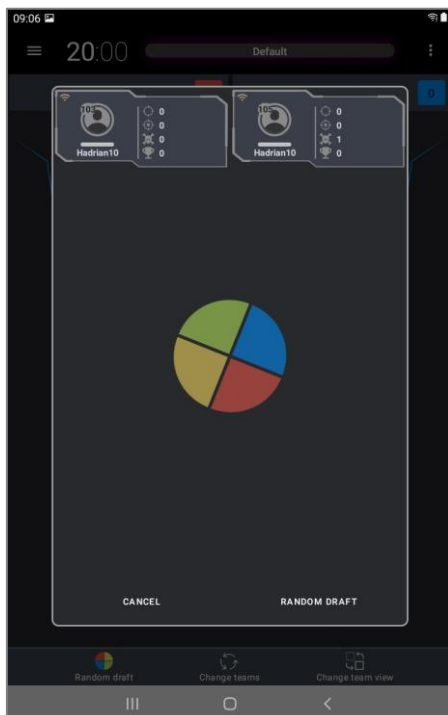 09:06
20:00
Default
0
103
Hadrian10
0
0
0
0
105
Hadrian10
0
0
1
0
CANCEL
RANDOM DRAFT
Random draft
Change teams
Change team view